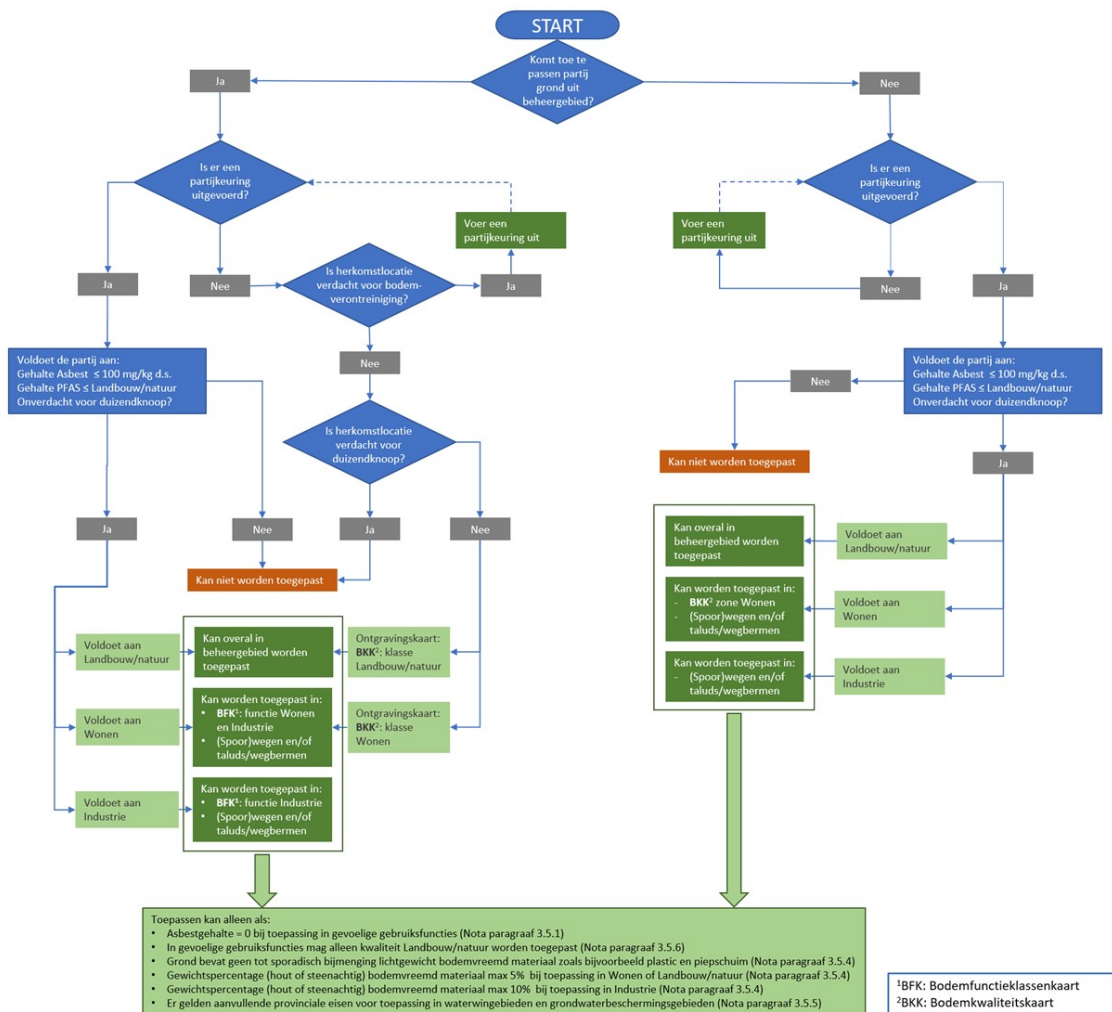 START
Komt toe te
passen partij
grond uit
beheergebied?
Ja
Nee
Is er een
partijkeuring
uitgevoerd?
Is er een
partijkeuring
uitgevoerd?
Voer een
partijkeuring uit
Voer een
partijkeuring uit
Ja
Nee
Is herkomstlocatie
verdacht voor bodem-
verontreiniging?
Ja
Nee
Ja
Voldoet de partij aan:
Gehalte Asbest ≤ 100 mg/kg d.s.
Gehalte PFAS ≤ Landbouw/natuur
Onverdacht voor duizendknoop?
Nee
Nee
Voldoet de partij aan:
Gehalte Asbest ≤ 100 mg/kg d.s.
Gehalte PFAS ≤ Landbouw/natuur
Onverdacht voor duizendknoop?
Is herkomstlocatie
verdacht voor
duizendknoop?
Kan niet worden toegepast
Ja
Ja
Nee
Ja
Nee
Kan niet worden toegepast
Kan overal in
beheergebied worden
toegepast
Voldoet aan
Landbouw/natuur
Kan worden toegepast in:
- BKK² zone Wonen
- (Spoor)wegen en/of
taluds/wegbermen
Voldoet aan
Wonen
Kan worden toegepast in:
- (Spoor)wegen en/of
taluds/wegbermen
Voldoet aan
Industrie
Voldoet aan
Landbouw/natuur
Kan overal in
beheergebied worden
toegepast
Ontgravingskaart:
BKK²: klasse
Landbouw/natuur
Voldoet aan
Wonen
Kan worden toegepast in:
• BFK¹: functie Wonen
en Industrie
• (Spoor)wegen en/of
taluds/wegbermen
Ontgravingskaart:
BKK²: klasse
Wonen
Voldoet aan
Industrie
Kan worden toegepast in:
• BFK¹: functie Industrie
• (Spoor)wegen en/of
taluds/wegbermen
Toepassen kan alleen als:
• Asbestgehalte = 0 bij toepassing in gevoelige gebruiksfuncties (Nota paragraaf 3.5.1)
• In gevoelige gebruiksfuncties mag alleen kwaliteit Landbouw/natuur worden toegepast (Nota paragraaf 3.5.6)
• Grond bevat geen tot sporadisch bijmenging lichtgewicht bodemvreemd materiaal zoals bijvoorbeeld plastic en piepschuim (Nota paragraaf 3.5.4)
• Gewichtspercentage (hout of steenachtig) bodemvreemd materiaal max 5% bij toepassing in Wonen of Landbouw/natuur (Nota paragraaf 3.5.4)
• Gewichtspercentage (hout of steenachtig) bodemvreemd materiaal max 10% bij toepassing in Industrie (Nota paragraaf 3.5.4)
• Er gelden aanvullende provinciale eisen voor toepassing in waterwingebieden en grondwaterbeschermingsgebieden (Nota paragraaf 3.5.5)
¹BFK: Bodemfunctieklassenkaart
²BKK: Bodemkwaliteitskaart